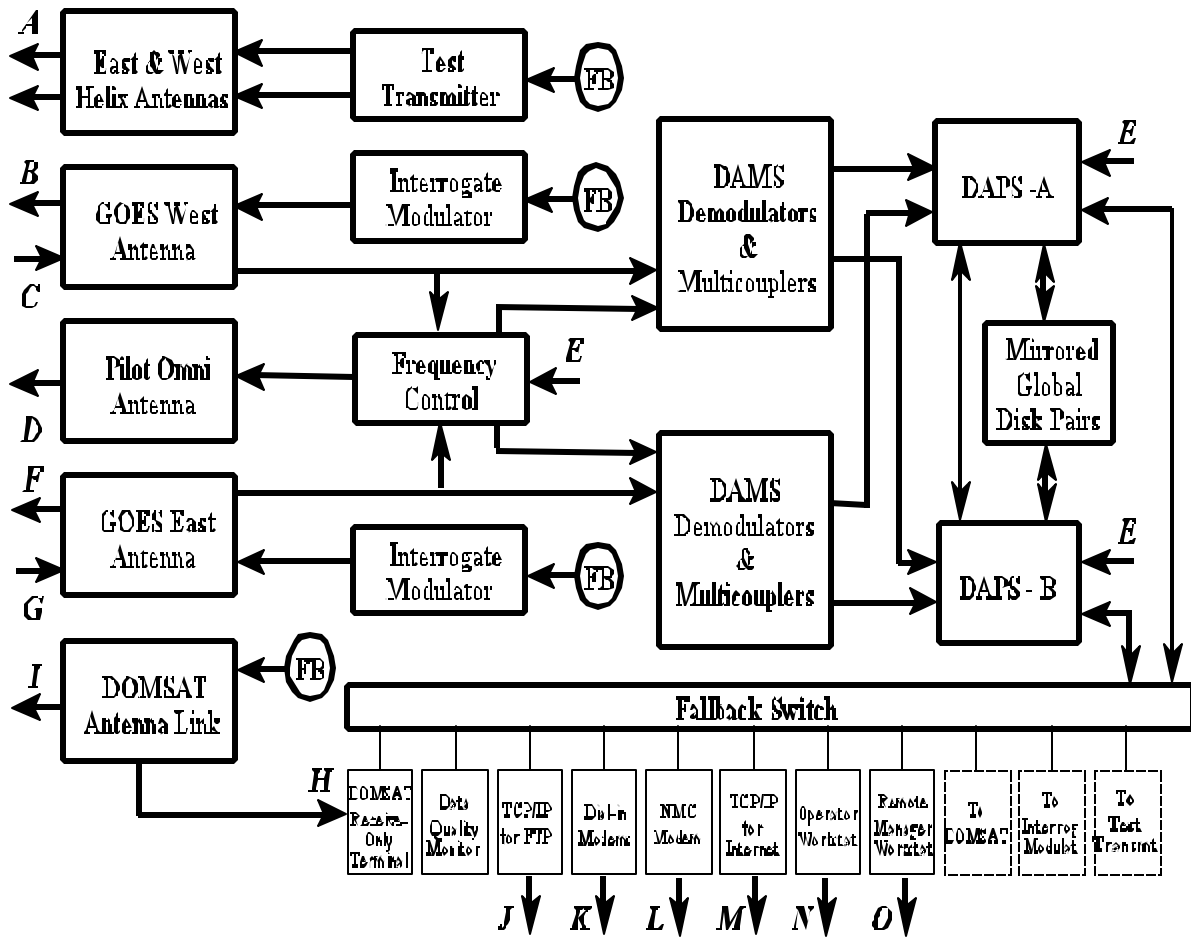 A
East & West
Helix Antennas
Test
Transmitter
FB
B
GOES West
Antenna
C
Interrogate
Modulator
FB
DAMS
Demodulators
&
Multicouplers
DAPS -A
E
Pilot Omni
Antenna
D
Frequency
Control
E
Mirrored
Global
Disk Pairs
F
GOES East
Antenna
G
Interrogate
Modulator
FB
DAMS
Demodulators
&
Multicouplers
DAPS - B
E
I
DOMSAT
Antenna Link
FB
Fallback Switch
H
DOMSAT
Receive-
Only
Terminal
Data
Quality
Monitor
TCP/IP
for FTP
Dial-in
Modems
NMC
Modem
TCP/IP
for
Internet
Operator
Workstat
Remote
Manager
Workstat
To
DOMSAT
To
Interrog
Modulat
To
Test
Transmt
J
K
L
M
N
O